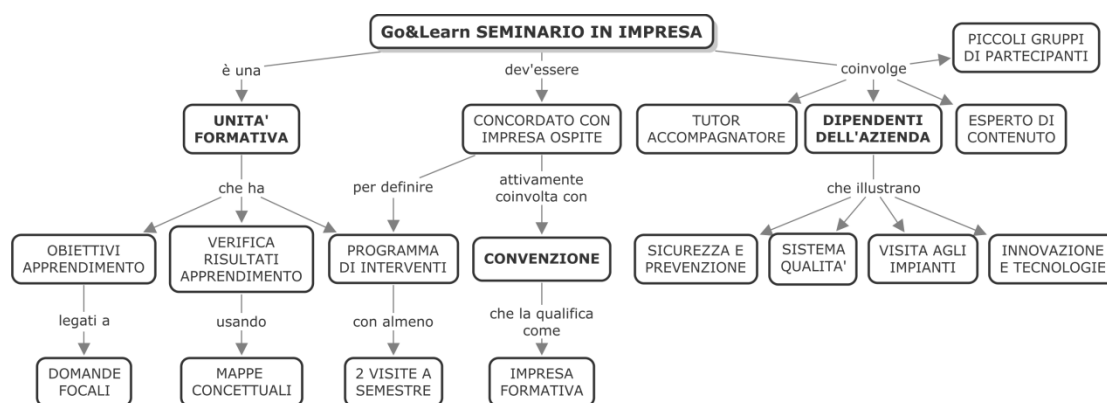 Go&Learn SEMINARIO IN IMPRESA
PICCOLI GRUPPI
DI PARTECIPANTI
è una
dev'essere
coinvolge
UNITA'
FORMATIVA
CONCORDATO CON
IMPRESA OSPITE
TUTOR
ACCOMPAGNATORE
DIPENDENTI
DELL'AZIENDA
ESPERTO DI
CONTENUTO
che ha
per definire
attivamente
coinvolta con
che illustrano
OBIETTIVI
APPRENDIMENTO
VERIFICA
RISULTATI
APPRENDIMENTO
PROGRAMMA
DI INTERVENTI
CONVENZIONE
SICUREZZA E
PREVENZIONE
SISTEMA
QUALITA'
VISITA AGLI
IMPIANTI
INNOVAZIONE
E TECNOLOGIE
legati a
usando
con almeno
che la qualifica
come
DOMANDE
FOCALI
MAPPE
CONCETTUALI
2 VISITE A
SEMESTRE
IMPRESA
FORMATIVA